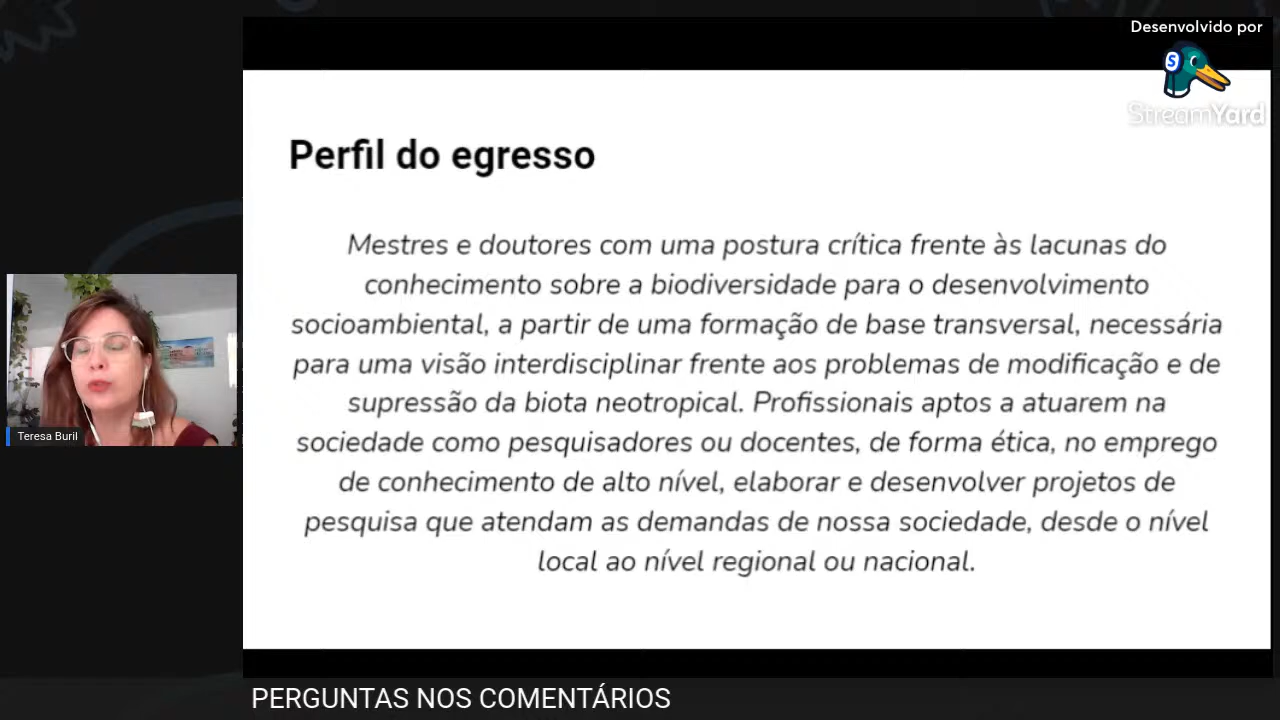 Desenvolvido por
StreamYard
Perfil do egresso
Mestres e doutores com uma postura crítica frente às lacunas do
conhecimento sobre a biodiversidade para o desenvolvimento
socioambiental, a partir de uma formação de base transversal, necessária
para uma visão interdisciplinar frente aos problemas de modificação e de
supressão da biota neotropical. Profissionais aptos a atuarem na
sociedade como pesquisadores ou docentes, de forma ética, no emprego
de conhecimento de alto nível, elaborar e desenvolver projetos de
pesquisa que atendam as demandas de nossa sociedade, desde o nível
local ao nível regional ou nacional.
Teresa Buril
PERGUNTAS NOS COMENTÁRIOS